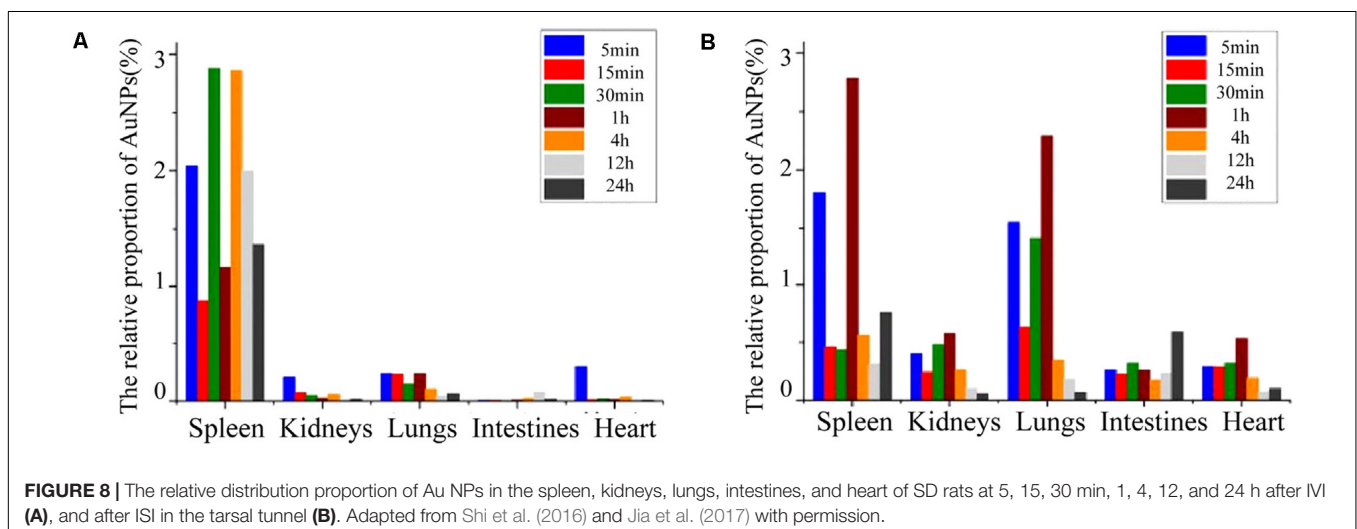 A
The relative proportion of AuNPs(%)
3
2
1
0
5min
15min
30min
1h
4h
12h
24h
Spleen Kidneys Lungs Intestines Heart
B
The relative proportion of AuNPs(%)
3
2
1
0
5min
15min
30min
1h
4h
12h
24h
Spleen Kidneys Lungs Intestines Heart
FIGURE 8 | The relative distribution proportion of Au NPs in the spleen, kidneys, lungs, intestines, and heart of SD rats at 5, 15, 30 min, 1, 4, 12, and 24 h after IVI
(A), and after ISI in the tarsal tunnel (B). Adapted from Shi et al. (2016) and Jia et al. (2017) with permission.